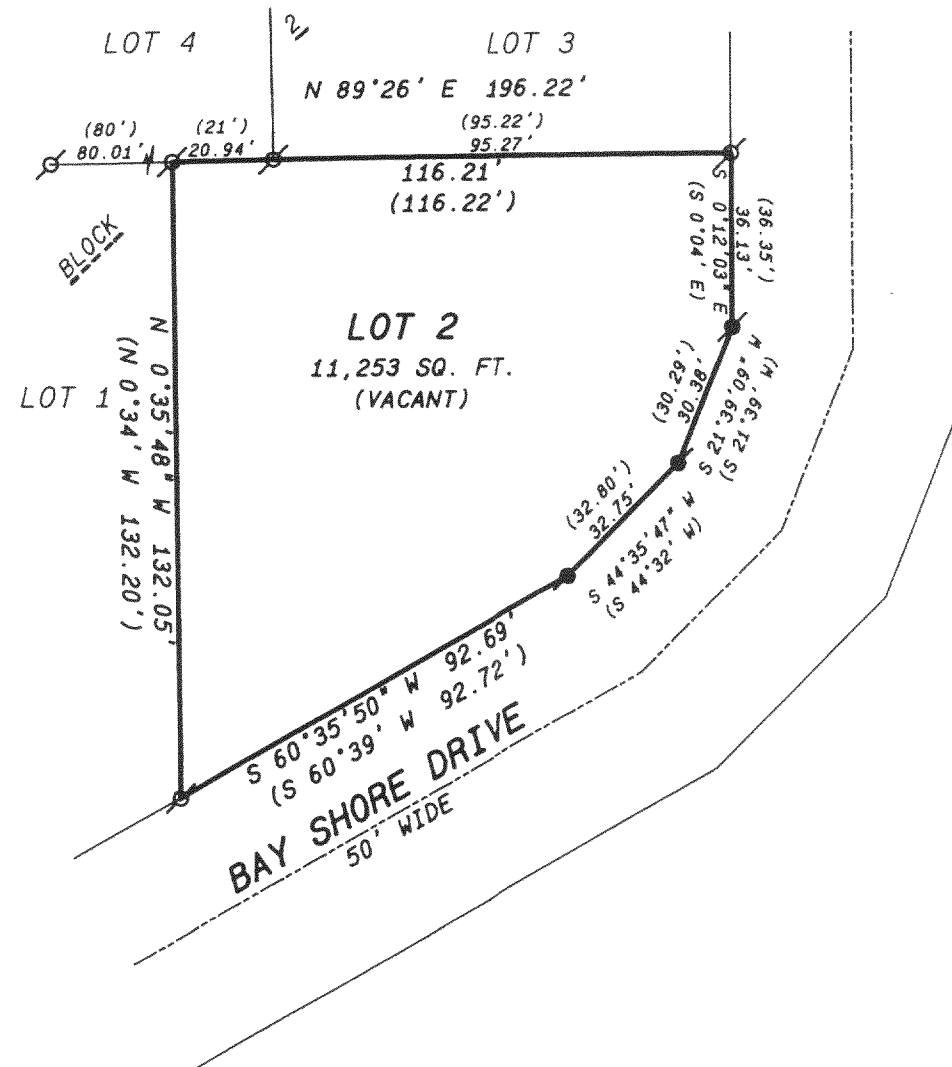 LOT 4
2
LOT 3
N 89°26' E 196.22'
(80')
80.01'
(21')
20.94'
(95.22')
95.27'
116.21'
(116.22')
BLOCK
S 0°12'03" E
(S 0°04' E)
36.13'
(36.35')
LOT 2
11,253 SQ. FT.
(VACANT)
LOT 1
N 0°35'48" W 132.05'
(N 0°34' W 132.20')
(30.29')
30.38'
S 21°39'09" W
(S 21°39' W)
(32.80')
32.75'
S 44°35'47" W
(S 44°32' W)
S 60°35'50" W 92.69'
(S 60°39' W 92.72')
BAY SHORE DRIVE
50' WIDE